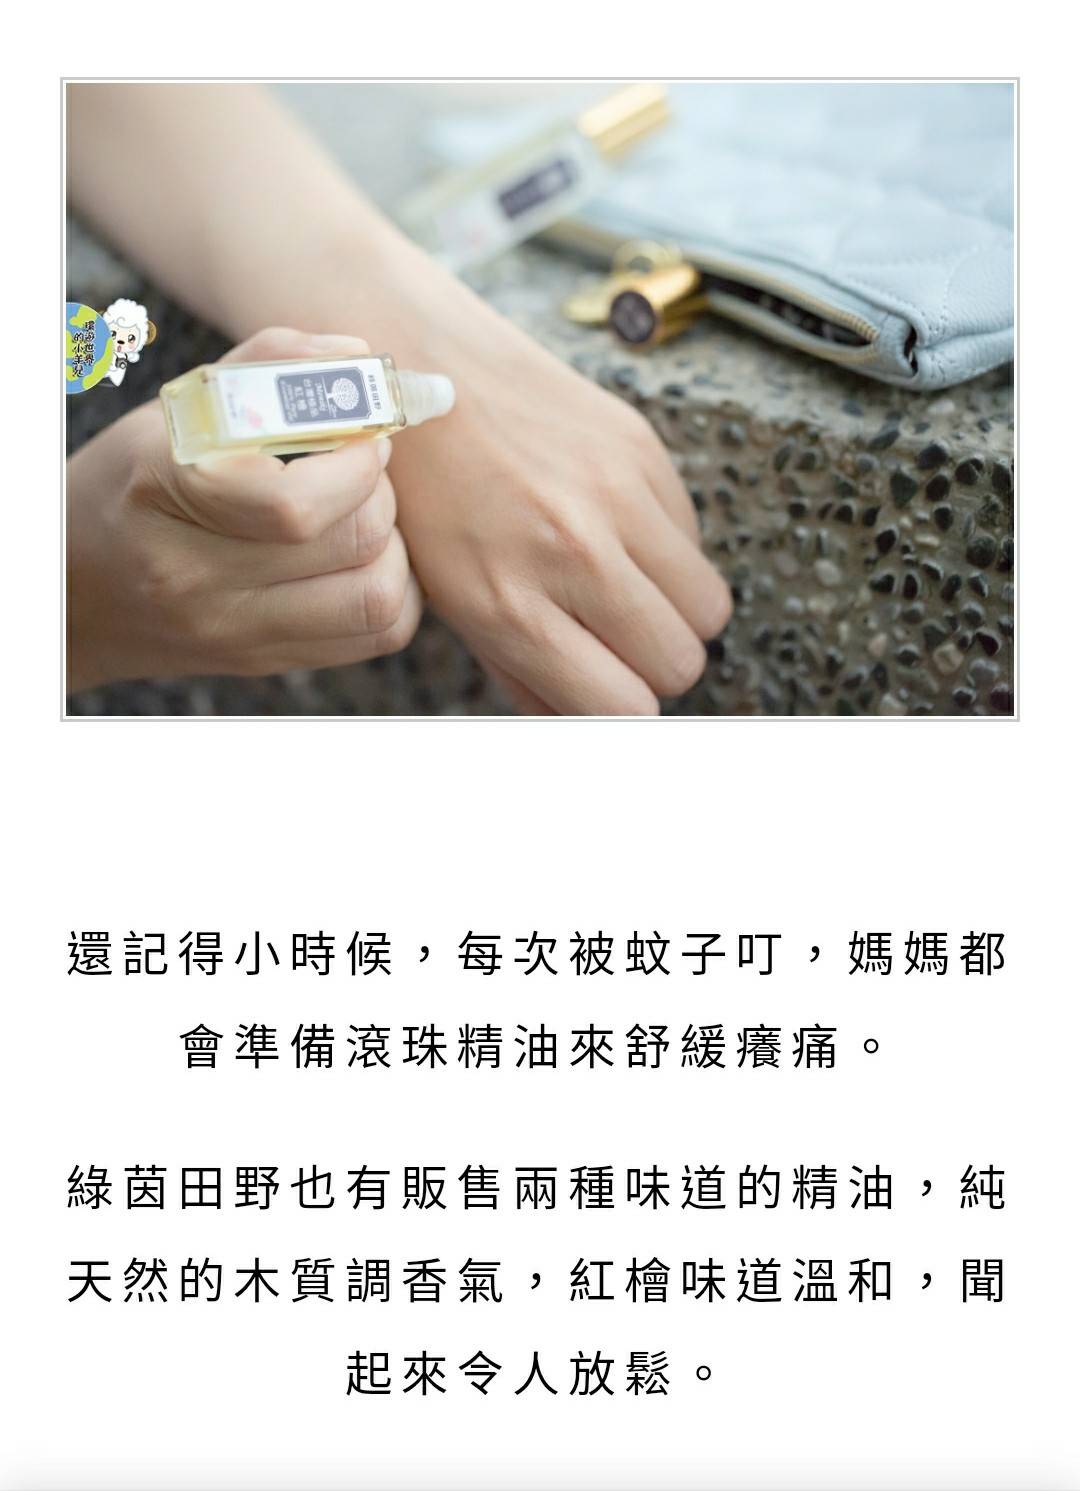 環遊世界
的小羊兒
綠茵田野
紅檜
還記得小時候，每次被蚊子叮，媽媽都
會準備滾珠精油來舒緩癢痛。
綠茵田野也有販售兩種味道的精油，純
天然的木質調香氣，紅檜味道溫和，聞
起來令人放鬆。